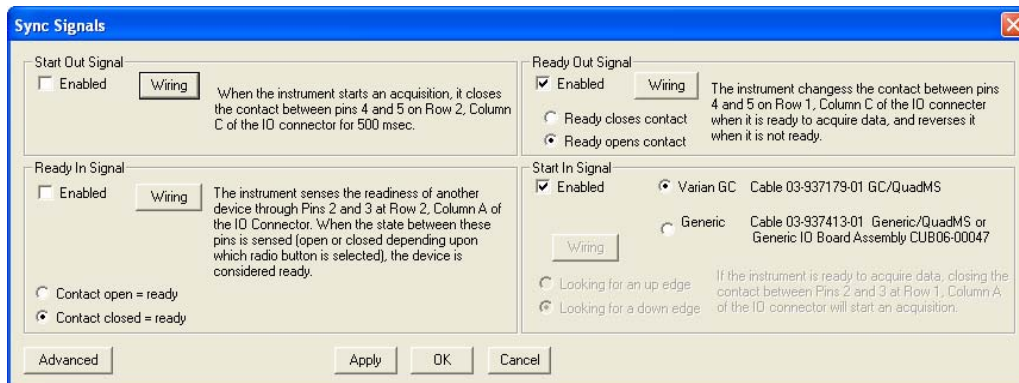 Sync Signals
Start Out Signal
Enabled
Wiring
When the instrument starts an acquisition, it closes
the contact between pins 4 and 5 on Row 2, Column
C of the IO connector for 500 msec.
Ready Out Signal
Enabled
Wiring
Ready closes contact
Ready opens contact
The instrument changess the contact between pins
4 and 5 on Row 1, Column C of the IO connecter
when it is ready to acquire data, and reverses it
when it is not ready.
Ready In Signal
Enabled
Wiring
The instrument senses the readiness of another
device through Pins 2 and 3 at Row 2, Column A of
the IO Connector. When the state between these
pins is sensed (open or closed depending upon
which radio button is selected), the device is
considered ready.
Contact open = ready
Contact closed = ready
Start In Signal
Enabled
Varian GC Cable 03-937179-01 GC/QuadMS
Generic Cable 03-937413-01 Generic/QuadMS or
Generic IO Board Assembly CUB06-00047
Wiring
Looking for an up edge
Looking for a down edge
If the instrument is ready to acquire data, closing the
contact between Pins 2 and 3 at Row 1, Column A
of the IO connector will start an acquisition.
Advanced
Apply
OK
Cancel